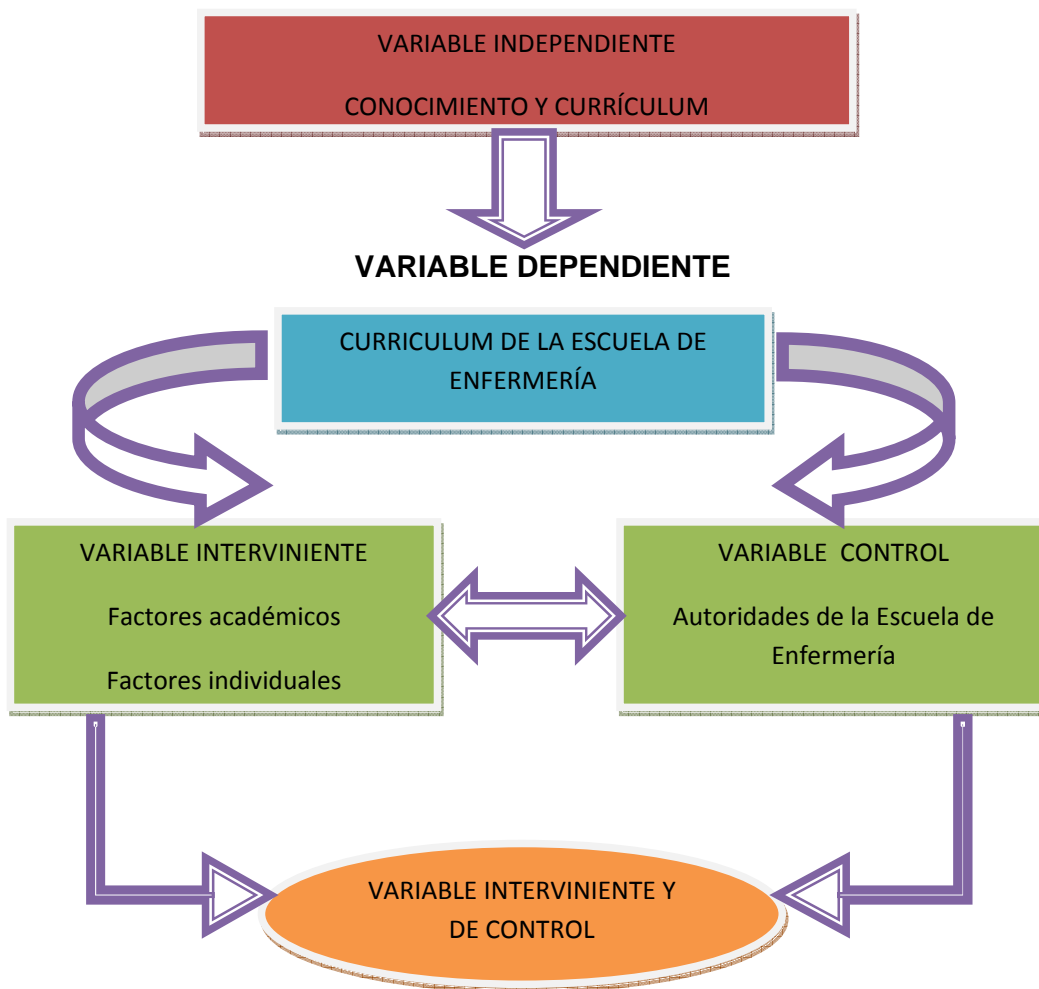 VARIABLE INDEPENDIENTE
CONOCIMIENTO Y CURRÍCULUM
VARIABLE DEPENDIENTE
CURRICULUM DE LA ESCUELA DE
ENFERMERÍA
VARIABLE INTERVINIENTE
Factores académicos
Factores individuales
VARIABLE CONTROL
Autoridades de la Escuela de
Enfermería
VARIABLE INTERVINIENTE Y
DE CONTROL